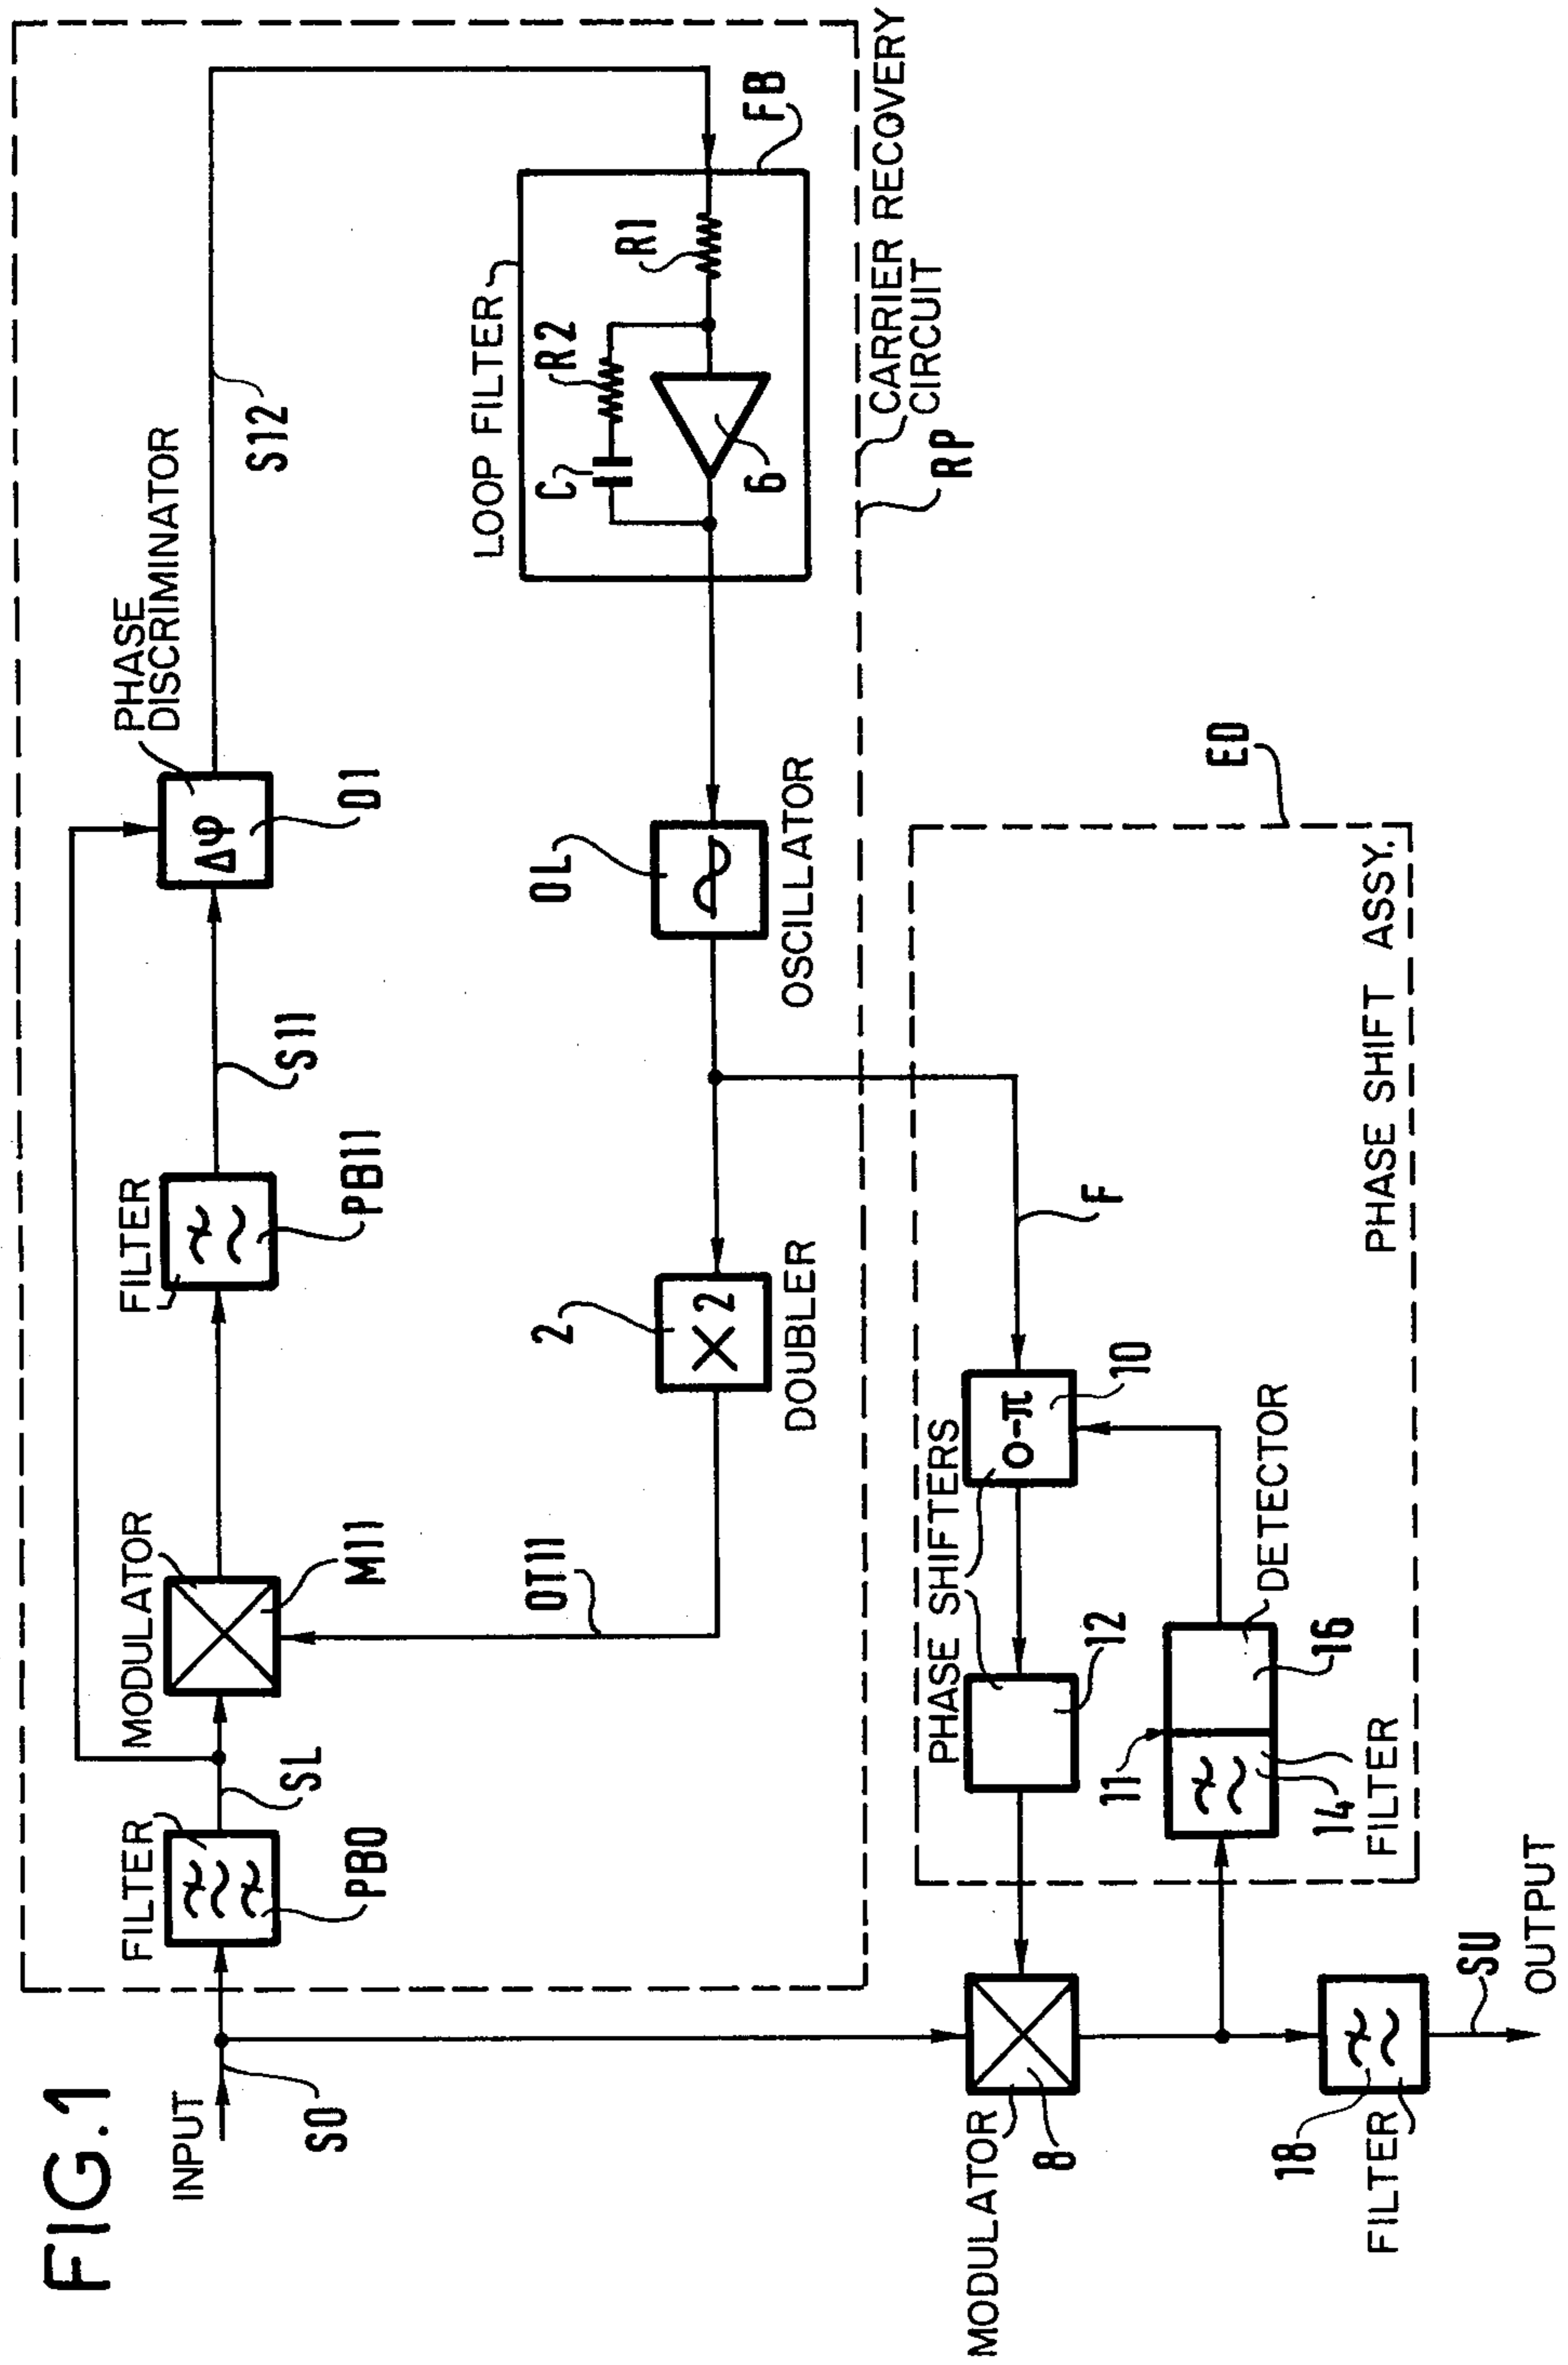 FIG.1
INPUT
S0
FILTER
PB0
SL
MODULATOR
M11
FILTER
PB11
S11
PHASE
DISCRIMINATOR
Δφ
D1
S12
OT11
2
×2
DOUBLER
OL
OSCILLATOR
LOOP FILTER
C
R2
R1
6
FB
RP
CARRIER RECOVERY
CIRCUIT
MODULATOR
8
PHASE SHIFTERS
12
0-π
10
F
ED
11
14
FILTER
16
DETECTOR
PHASE SHIFT ASSY.
18
FILTER
SU
OUTPUT